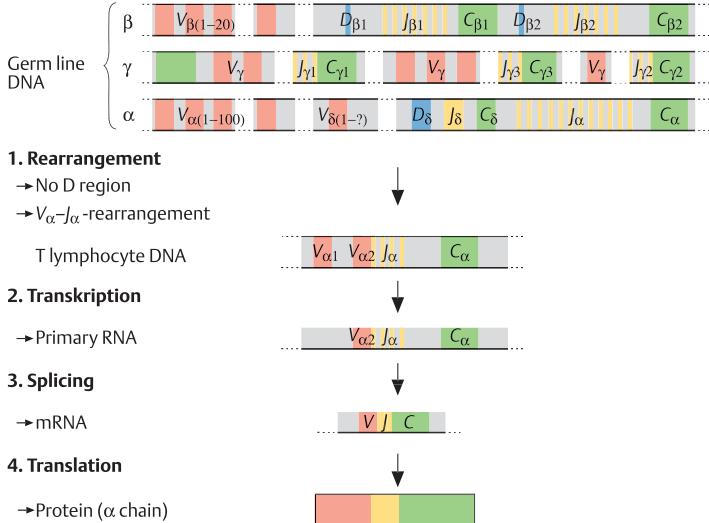 β Vβ(1–20) Dβ1 Jβ1 Cβ1 Dβ2 Jβ2 Cβ2
Germ line DNA
γ Vγ Jγ1 Cγ1 Vγ Jγ3 Cγ3 Vγ Jγ2 Cγ2
α Vα(1–100) Vδ(1–?) Dδ Jδ Cδ Jα Cα
1. Rearrangement
→ No D region
→ Vα–Jα-rearrangement
T lymphocyte DNA Vα1 Vα2 Jα Cα
2. Transkription
→ Primary RNA Vα2 Jα Cα
3. Splicing
→ mRNA V J C
4. Translation
→ Protein (α chain)